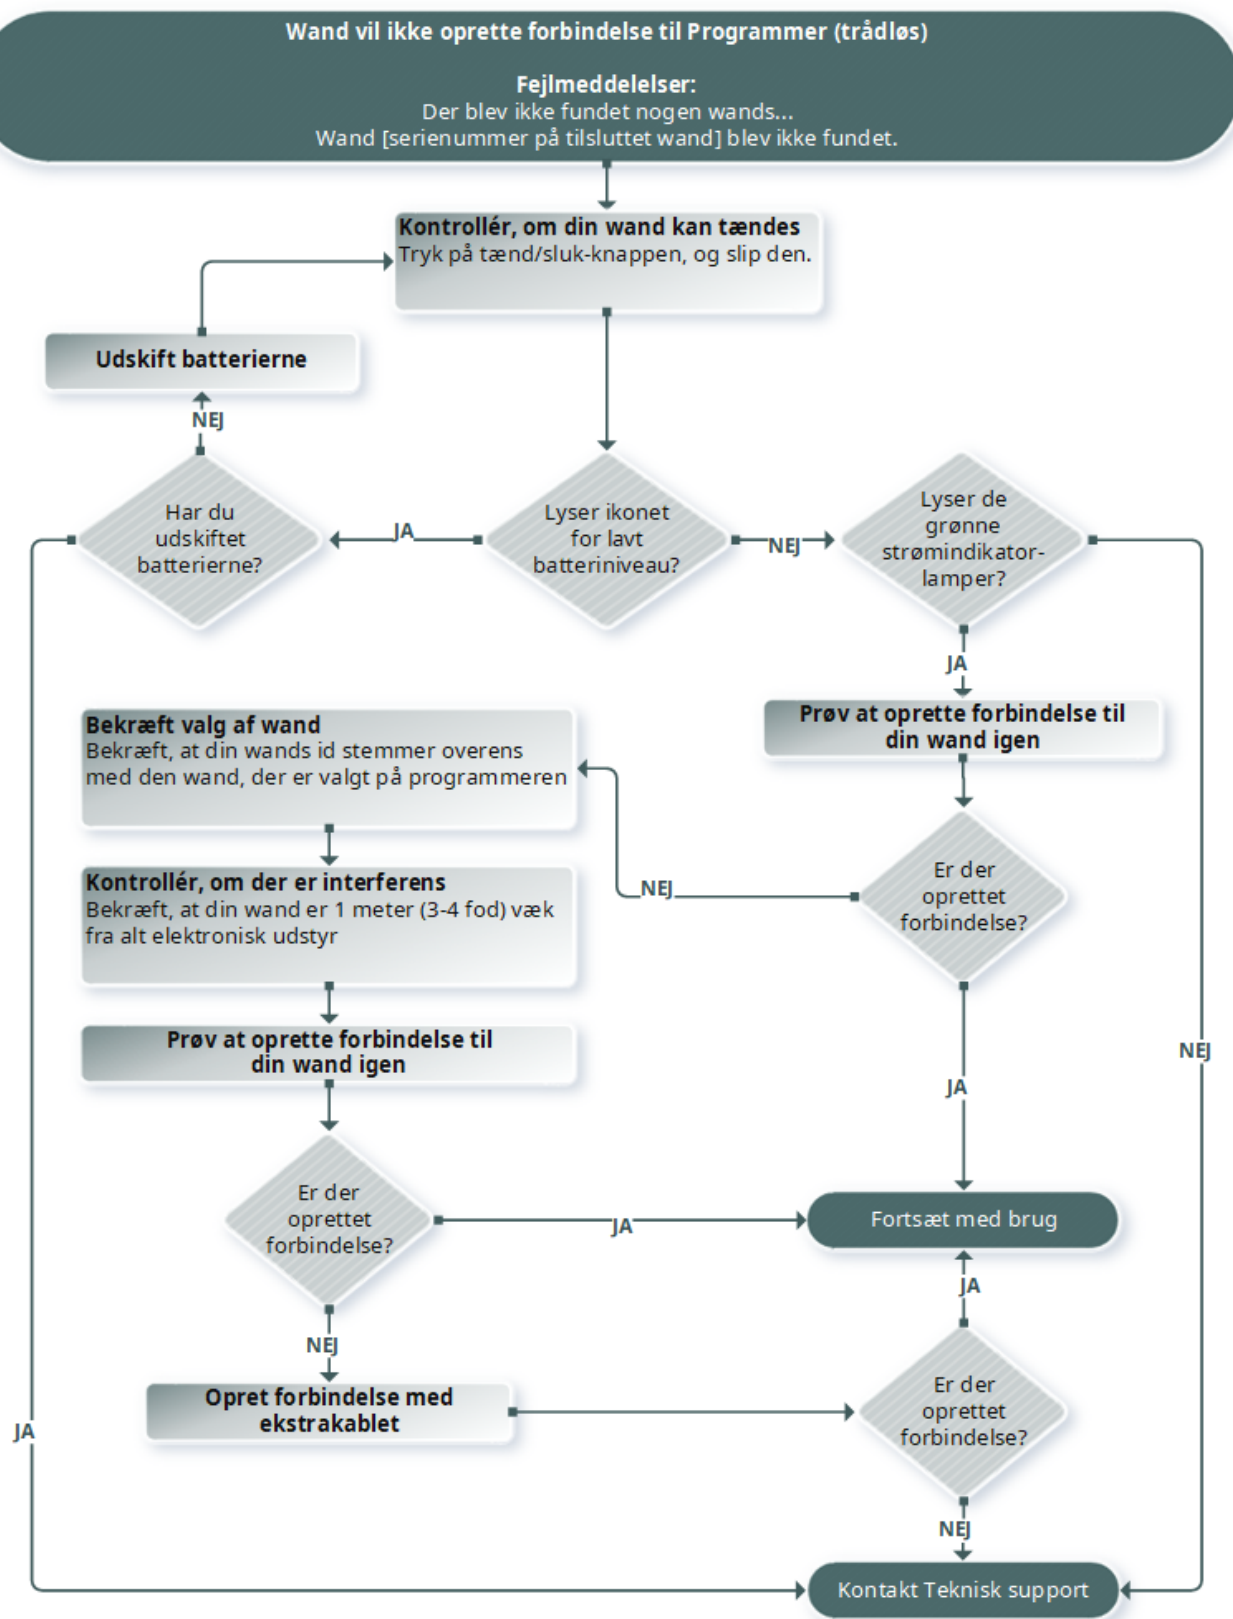 Wand vil ikke oprette forbindelse til Programmer (trådløs)
Fejlmeddelelser:
Der blev ikke fundet nogen wands...
Wand [serienummer på tilsluttet wand] blev ikke fundet.
Kontrollér, om din wand kan tændes
Tryk på tænd/sluk-knappen, og slip den.
Udskift batterierne
NEJ
Har du
udskiftet
batterierne?
JA
Lyser ikonet
for lavt
batteriniveau?
NEJ
Lyser de
grønne
strømindikator-
lamper?
JA
Prøv at oprette forbindelse til
din wand igen
Bekræft valg af wand
Bekræft, at din wands id stemmer overens
med den wand, der er valgt på programmeren
Er der
oprettet
forbindelse?
NEJ
Kontrollér, om der er interferens
Bekræft, at din wand er 1 meter (3-4 fod) væk
fra alt elektronisk udstyr
Prøv at oprette forbindelse til
din wand igen
NEJ
JA
Er der
oprettet
forbindelse?
JA
Fortsæt med brug
JA
NEJ
Opret forbindelse med
ekstrakablet
Er der
oprettet
forbindelse?
JA
NEJ
Kontakt Teknisk support